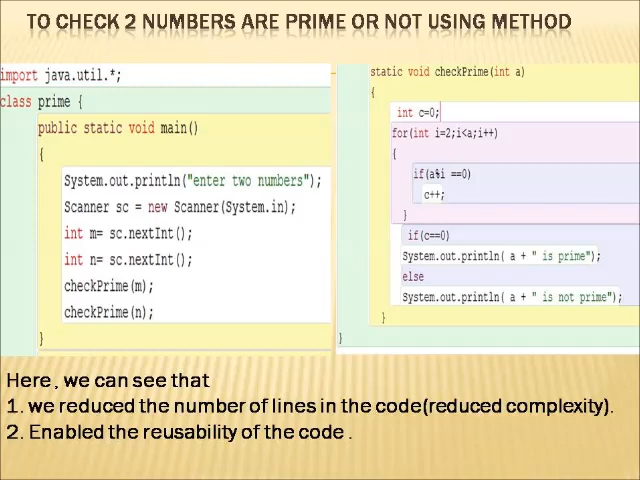 TO CHECK 2 NUMBERS ARE PRIME OR NOT USING METHOD
import java.util.*;
class prime {
public static void main()
{
System.out.println("enter two numbers");
Scanner sc = new Scanner(System.in);
int m= sc.nextInt();
int n= sc.nextInt();
checkPrime(m);
checkPrime(n);
}
static void checkPrime(int a)
{
int c=0;
for(int i=2;i<a;i++)
{
if(a%i ==0)
c++;
}
if(c==0)
System.out.println( a + " is prime");
else
System.out.println( a + " is not prime");
}
}
Here , we can see that
1. we reduced the number of lines in the code(reduced complexity).
2. Enabled the reusability of the code .